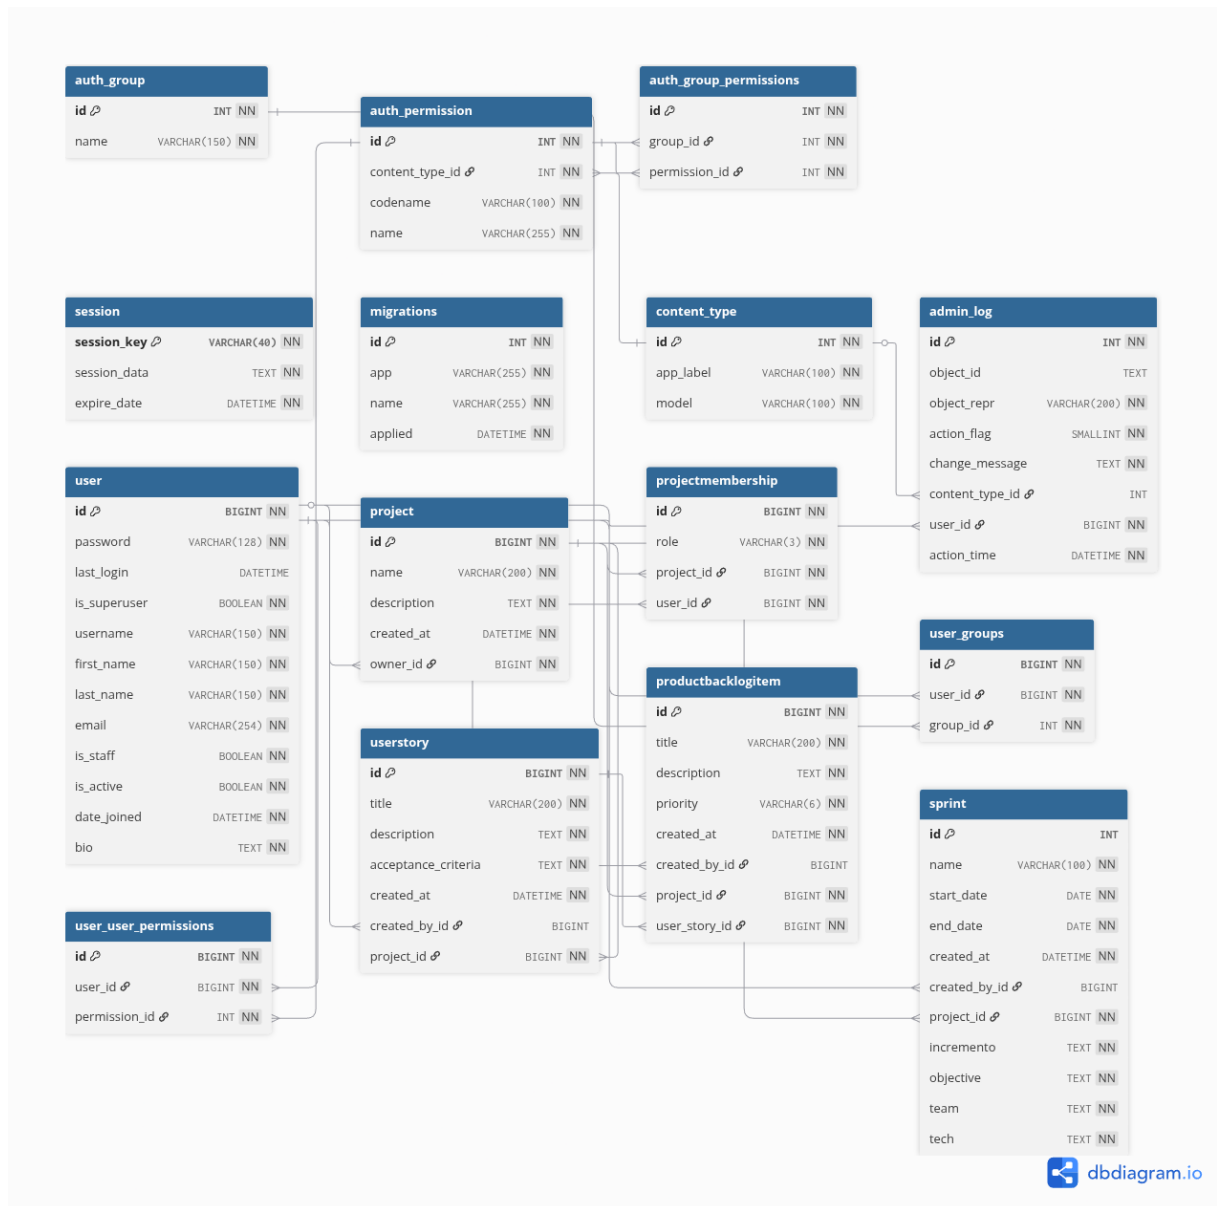 auth_group
id INT NN
name VARCHAR(150) NN
auth_permission
id INT NN
content_type_id INT NN
codename VARCHAR(100) NN
name VARCHAR(255) NN
auth_group_permissions
id INT NN
group_id INT NN
permission_id INT NN
session
session_key VARCHAR(40) NN
session_data TEXT NN
expire_date DATETIME NN
migrations
id INT NN
app VARCHAR(255) NN
name VARCHAR(255) NN
applied DATETIME NN
content_type
id INT NN
app_label VARCHAR(100) NN
model VARCHAR(100) NN
admin_log
id INT NN
object_id TEXT
object_repr VARCHAR(200) NN
action_flag SMALLINT NN
change_message TEXT NN
content_type_id INT
user_id BIGINT NN
action_time DATETIME NN
user
id BIGINT NN
password VARCHAR(128) NN
last_login DATETIME
is_superuser BOOLEAN NN
username VARCHAR(150) NN
first_name VARCHAR(150) NN
last_name VARCHAR(150) NN
email VARCHAR(254) NN
is_staff BOOLEAN NN
is_active BOOLEAN NN
date_joined DATETIME NN
bio TEXT NN
project
id BIGINT NN
name VARCHAR(200) NN
description TEXT NN
created_at DATETIME NN
owner_id BIGINT NN
projectmembership
id BIGINT NN
role VARCHAR(3) NN
project_id BIGINT NN
user_id BIGINT NN
user_groups
id BIGINT NN
user_id BIGINT NN
group_id INT NN
userstory
id BIGINT NN
title VARCHAR(200) NN
description TEXT NN
acceptance_criteria TEXT NN
created_at DATETIME NN
created_by_id BIGINT
project_id BIGINT NN
productbacklogitem
id BIGINT NN
title VARCHAR(200) NN
description TEXT NN
priority VARCHAR(6) NN
created_at DATETIME NN
created_by_id BIGINT
project_id BIGINT NN
user_story_id BIGINT NN
sprint
id INT
name VARCHAR(100) NN
start_date DATE NN
end_date DATE NN
created_at DATETIME NN
created_by_id BIGINT
project_id BIGINT NN
incremento TEXT NN
objective TEXT NN
team TEXT NN
tech TEXT NN
user_user_permissions
id BIGINT NN
user_id BIGINT NN
permission_id INT NN
dbdiagram.io